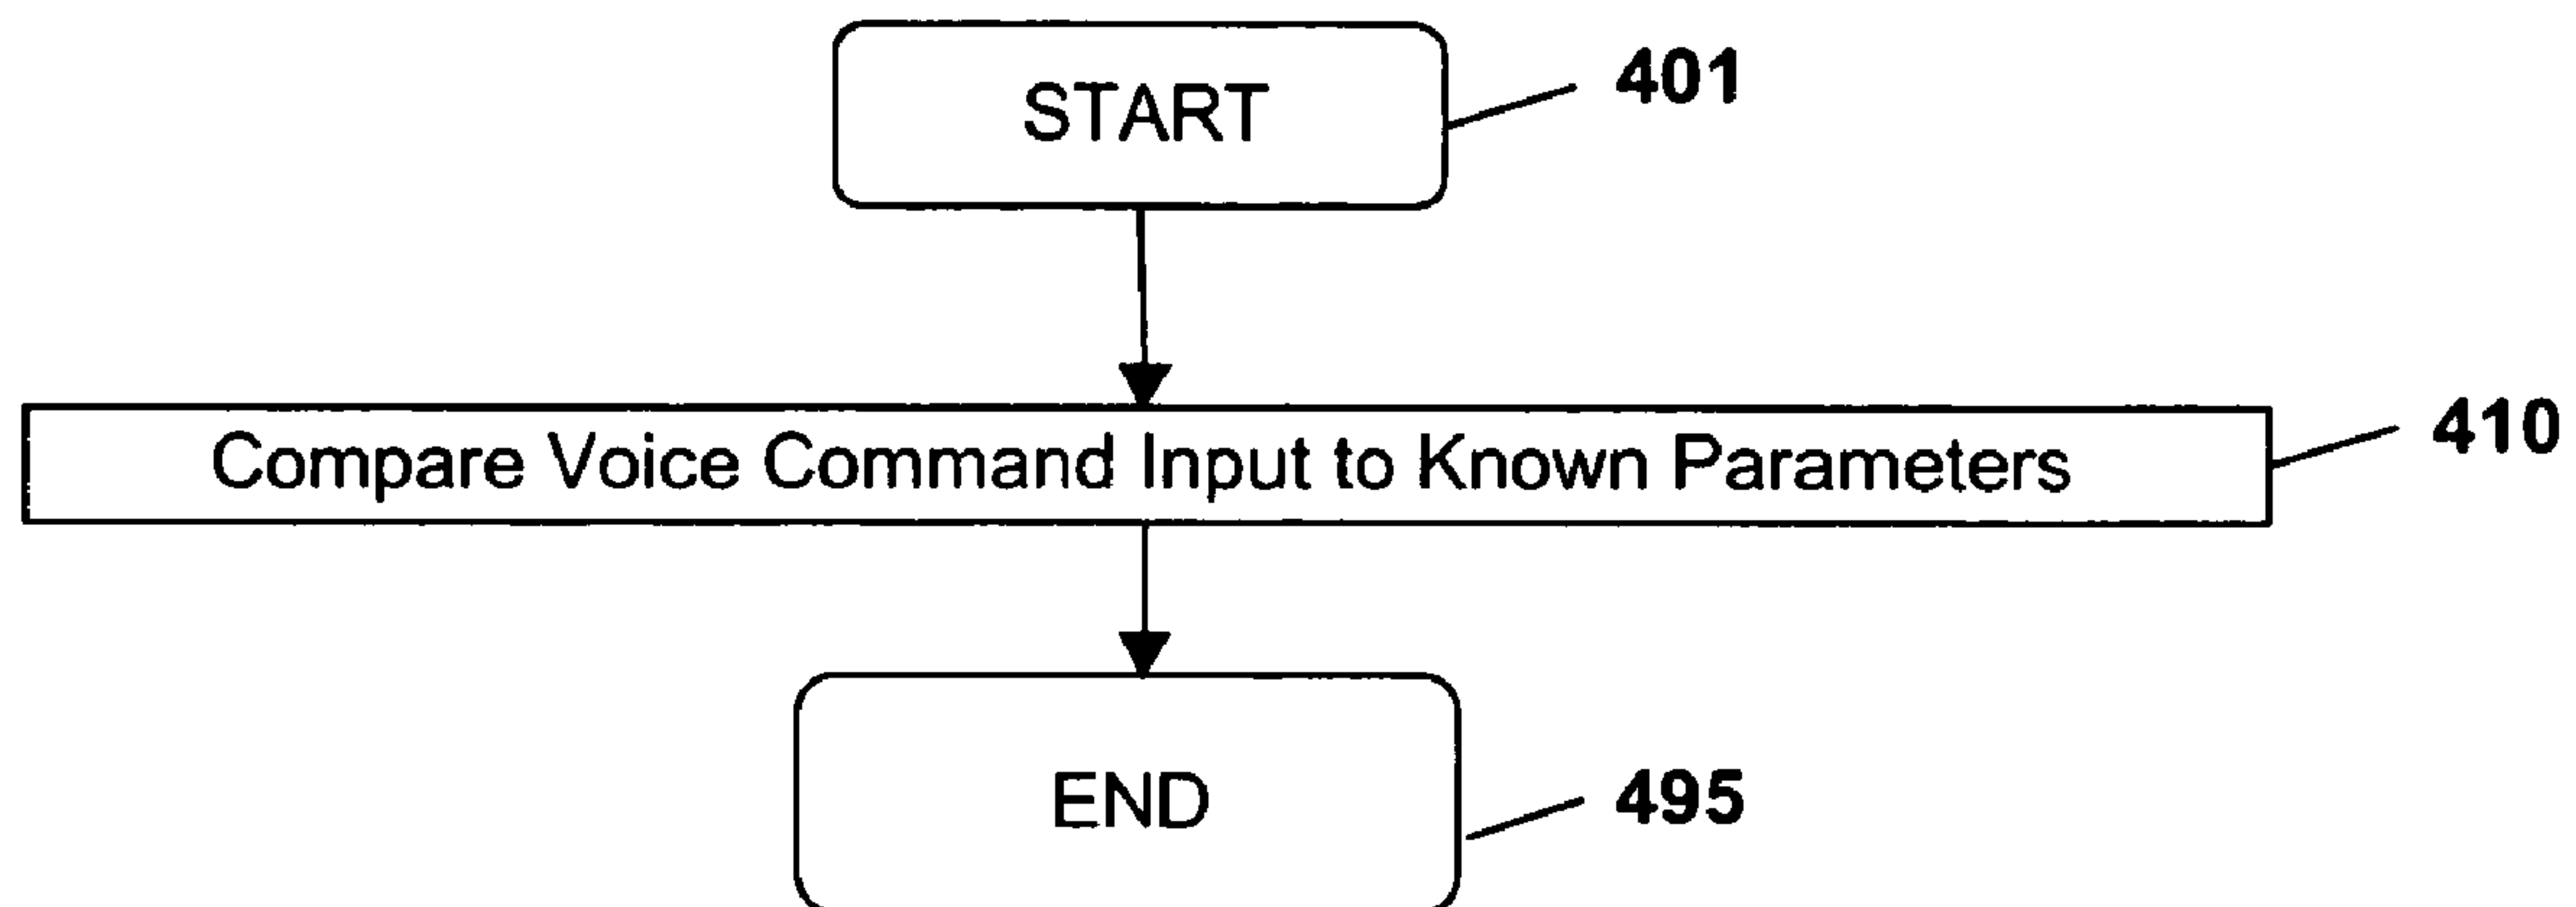 START
401
Compare Voice Command Input to Known Parameters
410
END
495